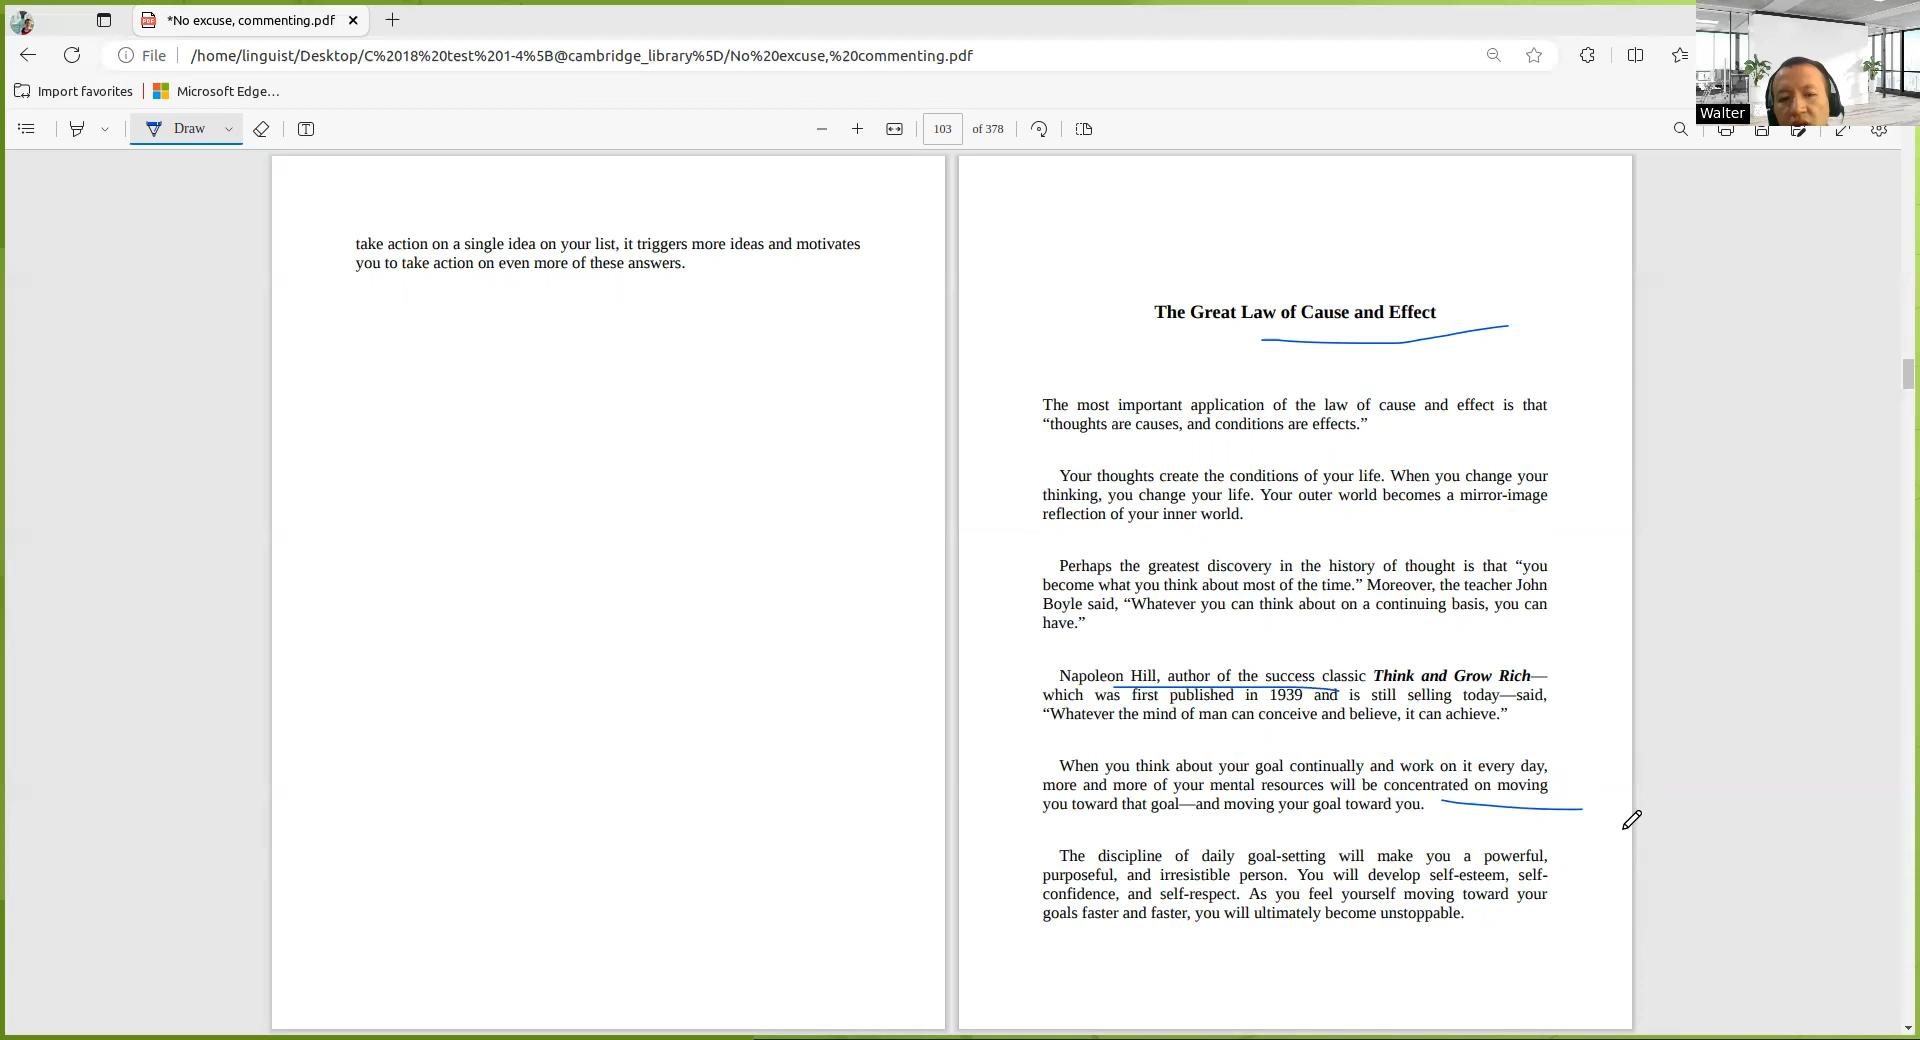 *No excuse, commenting.pdf
File
/home/linguist/Desktop/C%2018%20test%201-4%5B@cambridge_library%5D/No%20excuse,%20commenting.pdf
Import favorites
Microsoft Edge...
Draw
103 of 378
Walter
take action on a single idea on your list, it triggers more ideas and motivates
you to take action on even more of these answers.
The Great Law of Cause and Effect
The most important application of the law of cause and effect is that
“thoughts are causes, and conditions are effects.”
Your thoughts create the conditions of your life. When you change your
thinking, you change your life. Your outer world becomes a mirror-image
reflection of your inner world.
Perhaps the greatest discovery in the history of thought is that “you
become what you think about most of the time.” Moreover, the teacher John
Boyle said, “Whatever you can think about on a continuing basis, you can
have.”
Napoleon Hill, author of the success classic Think and Grow Rich—
which was first published in 1939 and is still selling today—said,
“Whatever the mind of man can conceive and believe, it can achieve.”
When you think about your goal continually and work on it every day,
more and more of your mental resources will be concentrated on moving
you toward that goal—and moving your goal toward you.
The discipline of daily goal-setting will make you a powerful,
purposeful, and irresistible person. You will develop self-esteem, self-
confidence, and self-respect. As you feel yourself moving toward your
goals faster and faster, you will ultimately become unstoppable.